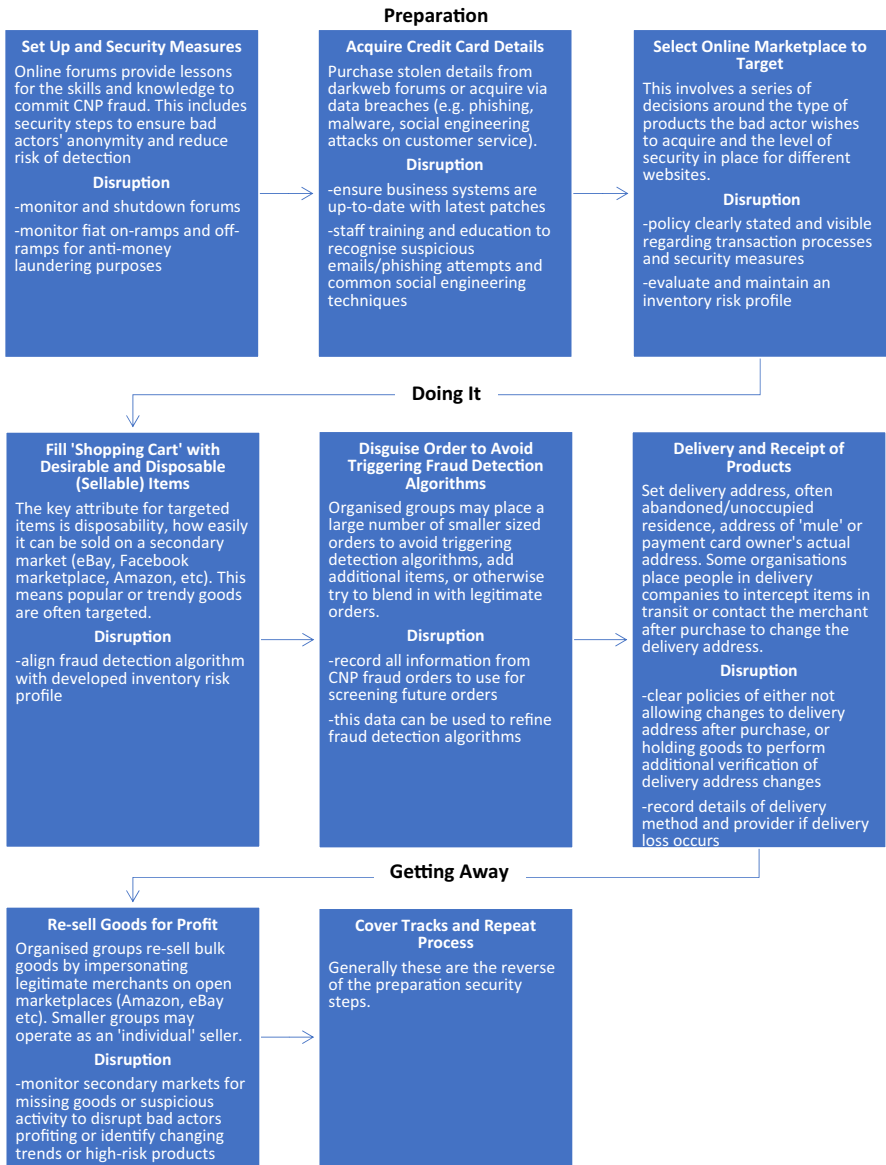 Preparation
Set Up and Security Measures
Online forums provide lessons
for the skills and knowledge to
commit CNP fraud. This includes
security steps to ensure bad
actors' anonymity and reduce
risk of detection
Disruption
-monitor and shutdown forums
-monitor fiat on-ramps and off-
ramps for anti-money
laundering purposes
Acquire Credit Card Details
Purchase stolen details from
darkweb forums or acquire via
data breaches (e.g. phishing,
malware, social engineering
attacks on customer service).
Disruption
-ensure business systems are
up-to-date with latest patches
-staff training and education to
recognise suspicious
emails/phishing attempts and
common social engineering
techniques
Select Online Marketplace to
Target
This involves a series of
decisions around the type of
products the bad actor wishes
to acquire and the level of
security in place for different
websites.
Disruption
-policy clearly stated and visible
regarding transaction processes
and security measures
-evaluate and maintain an
inventory risk profile
Doing It
Fill 'Shopping Cart' with
Desirable and Disposable
(Sellable) Items
The key attribute for targeted
items is disposability, how easily
it can be sold on a secondary
market (eBay, Facebook
marketplace, Amazon, etc). This
means popular or trendy goods
are often targeted.
Disruption
-align fraud detection algorithm
with developed inventory risk
profile
Disguise Order to Avoid
Triggering Fraud Detection
Algorithms
Organised groups may place a
large number of smaller sized
orders to avoid triggering
detection algorithms, add
additional items, or otherwise
try to blend in with legitimate
orders.
Disruption
-record all information from
CNP fraud orders to use for
screening future orders
-this data can be used to refine
fraud detection algorithms
Delivery and Receipt of
Products
Set delivery address, often
abandoned/unoccupied
residence, address of 'mule' or
payment card owner's actual
address. Some organisations
place people in delivery
companies to intercept items in
transit or contact the merchant
after purchase to change the
delivery address.
Disruption
-clear policies of either not
allowing changes to delivery
address after purchase, or
holding goods to perform
additional verification of
delivery address changes
-record details of delivery
method and provider if delivery
loss occurs
Getting Away
Re-sell Goods for Profit
Organised groups re-sell bulk
goods by impersonating
legitimate merchants on open
marketplaces (Amazon, eBay
etc). Smaller groups may
operate as an 'individual' seller.
Disruption
-monitor secondary markets for
missing goods or suspicious
activity to disrupt bad actors
profiting or identify changing
trends or high-risk products
Cover Tracks and Repeat
Process
Generally these are the reverse
of the preparation security
steps.